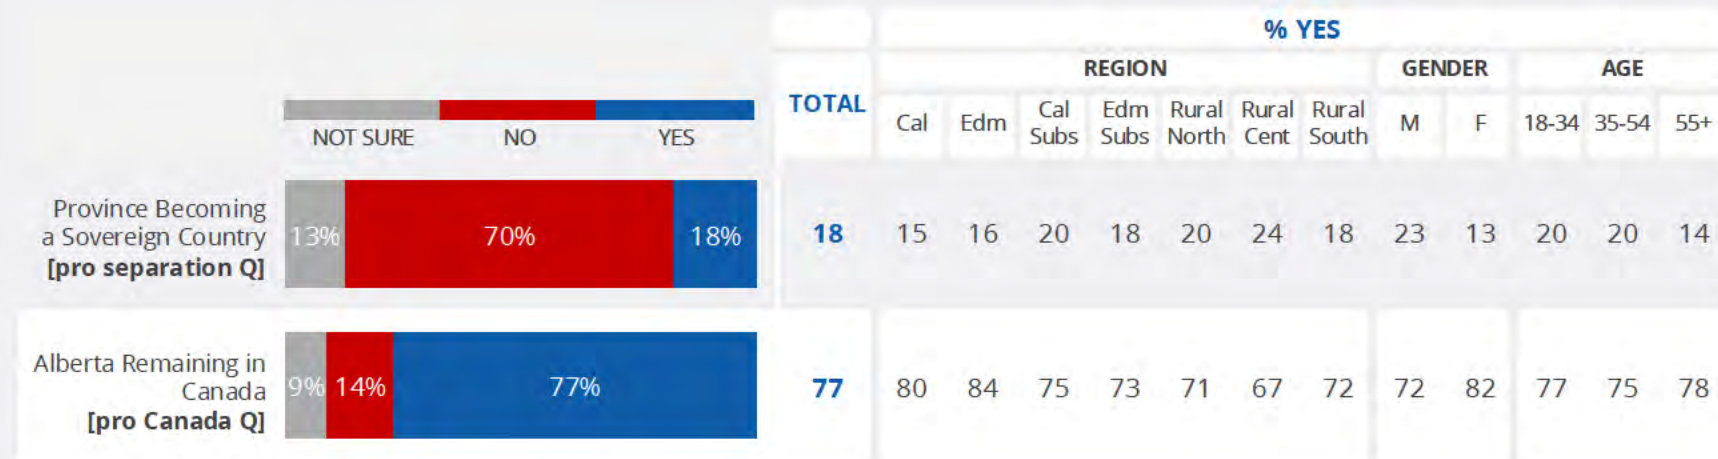 % YES
REGION GENDER AGE
TOTAL
Cal Edm Cal Subs Edm Subs Rural North Rural Cent Rural South M F 18-34 35-54 55+
NOT SURE NO YES
Province Becoming
a Sovereign Country
[pro separation Q]
13% 70% 18% 18 15 16 20 18 20 24 18 23 13 20 20 14
Alberta Remaining in
Canada
[pro Canada Q]
9% 14% 77% 77 80 84 75 73 71 67 72 72 82 77 75 78